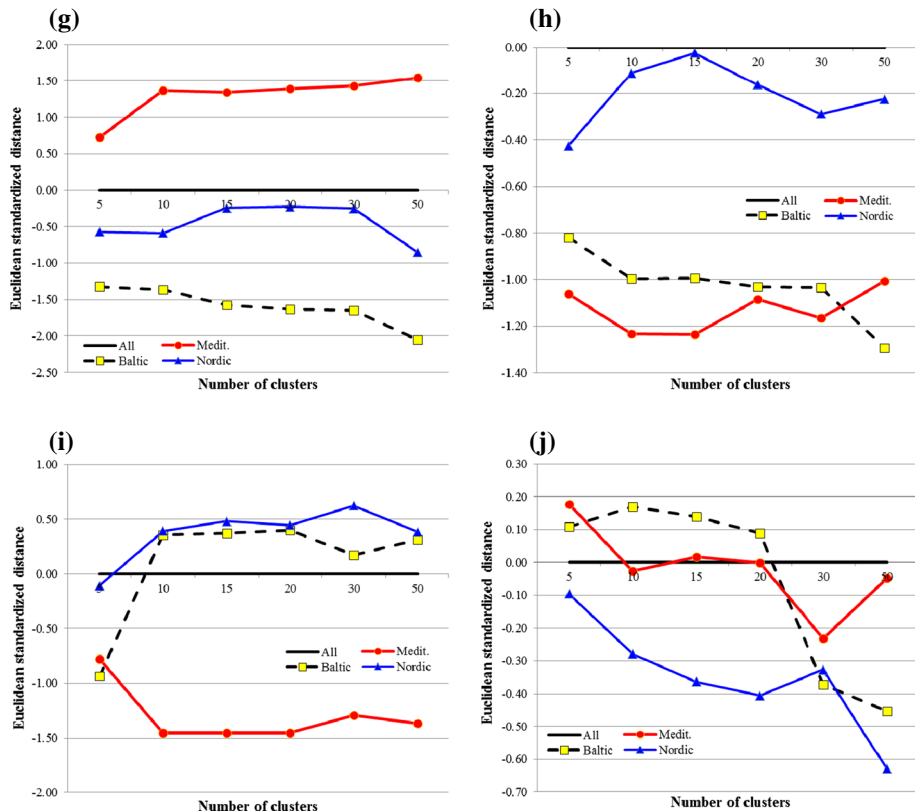 (g)
Euclidean standardized distance
2.00
1.50
1.00
0.50
0.00
-0.50
-1.00
-1.50
-2.00
-2.50
5 10 15 20 30 50
All Medit.
Baltic Nordic
Number of clusters
(h)
Euclidean standardized distance
0.00
-0.20
-0.40
-0.60
-0.80
-1.00
-1.20
-1.40
5 10 15 20 30 50
All Medit.
Baltic Nordic
Number of clusters
(i)
Euclidean standardized distance
1.00
0.50
0.00
-0.50
-1.00
-1.50
-2.00
5 10 15 20 30 50
All Medit.
Baltic Nordic
Number of clusters
(j)
Euclidean standardized distance
0.30
0.20
0.10
0.00
-0.10
-0.20
-0.30
-0.40
-0.50
-0.60
-0.70
5 10 15 20 30 50
All Medit.
Baltic Nordic
Number of clusters